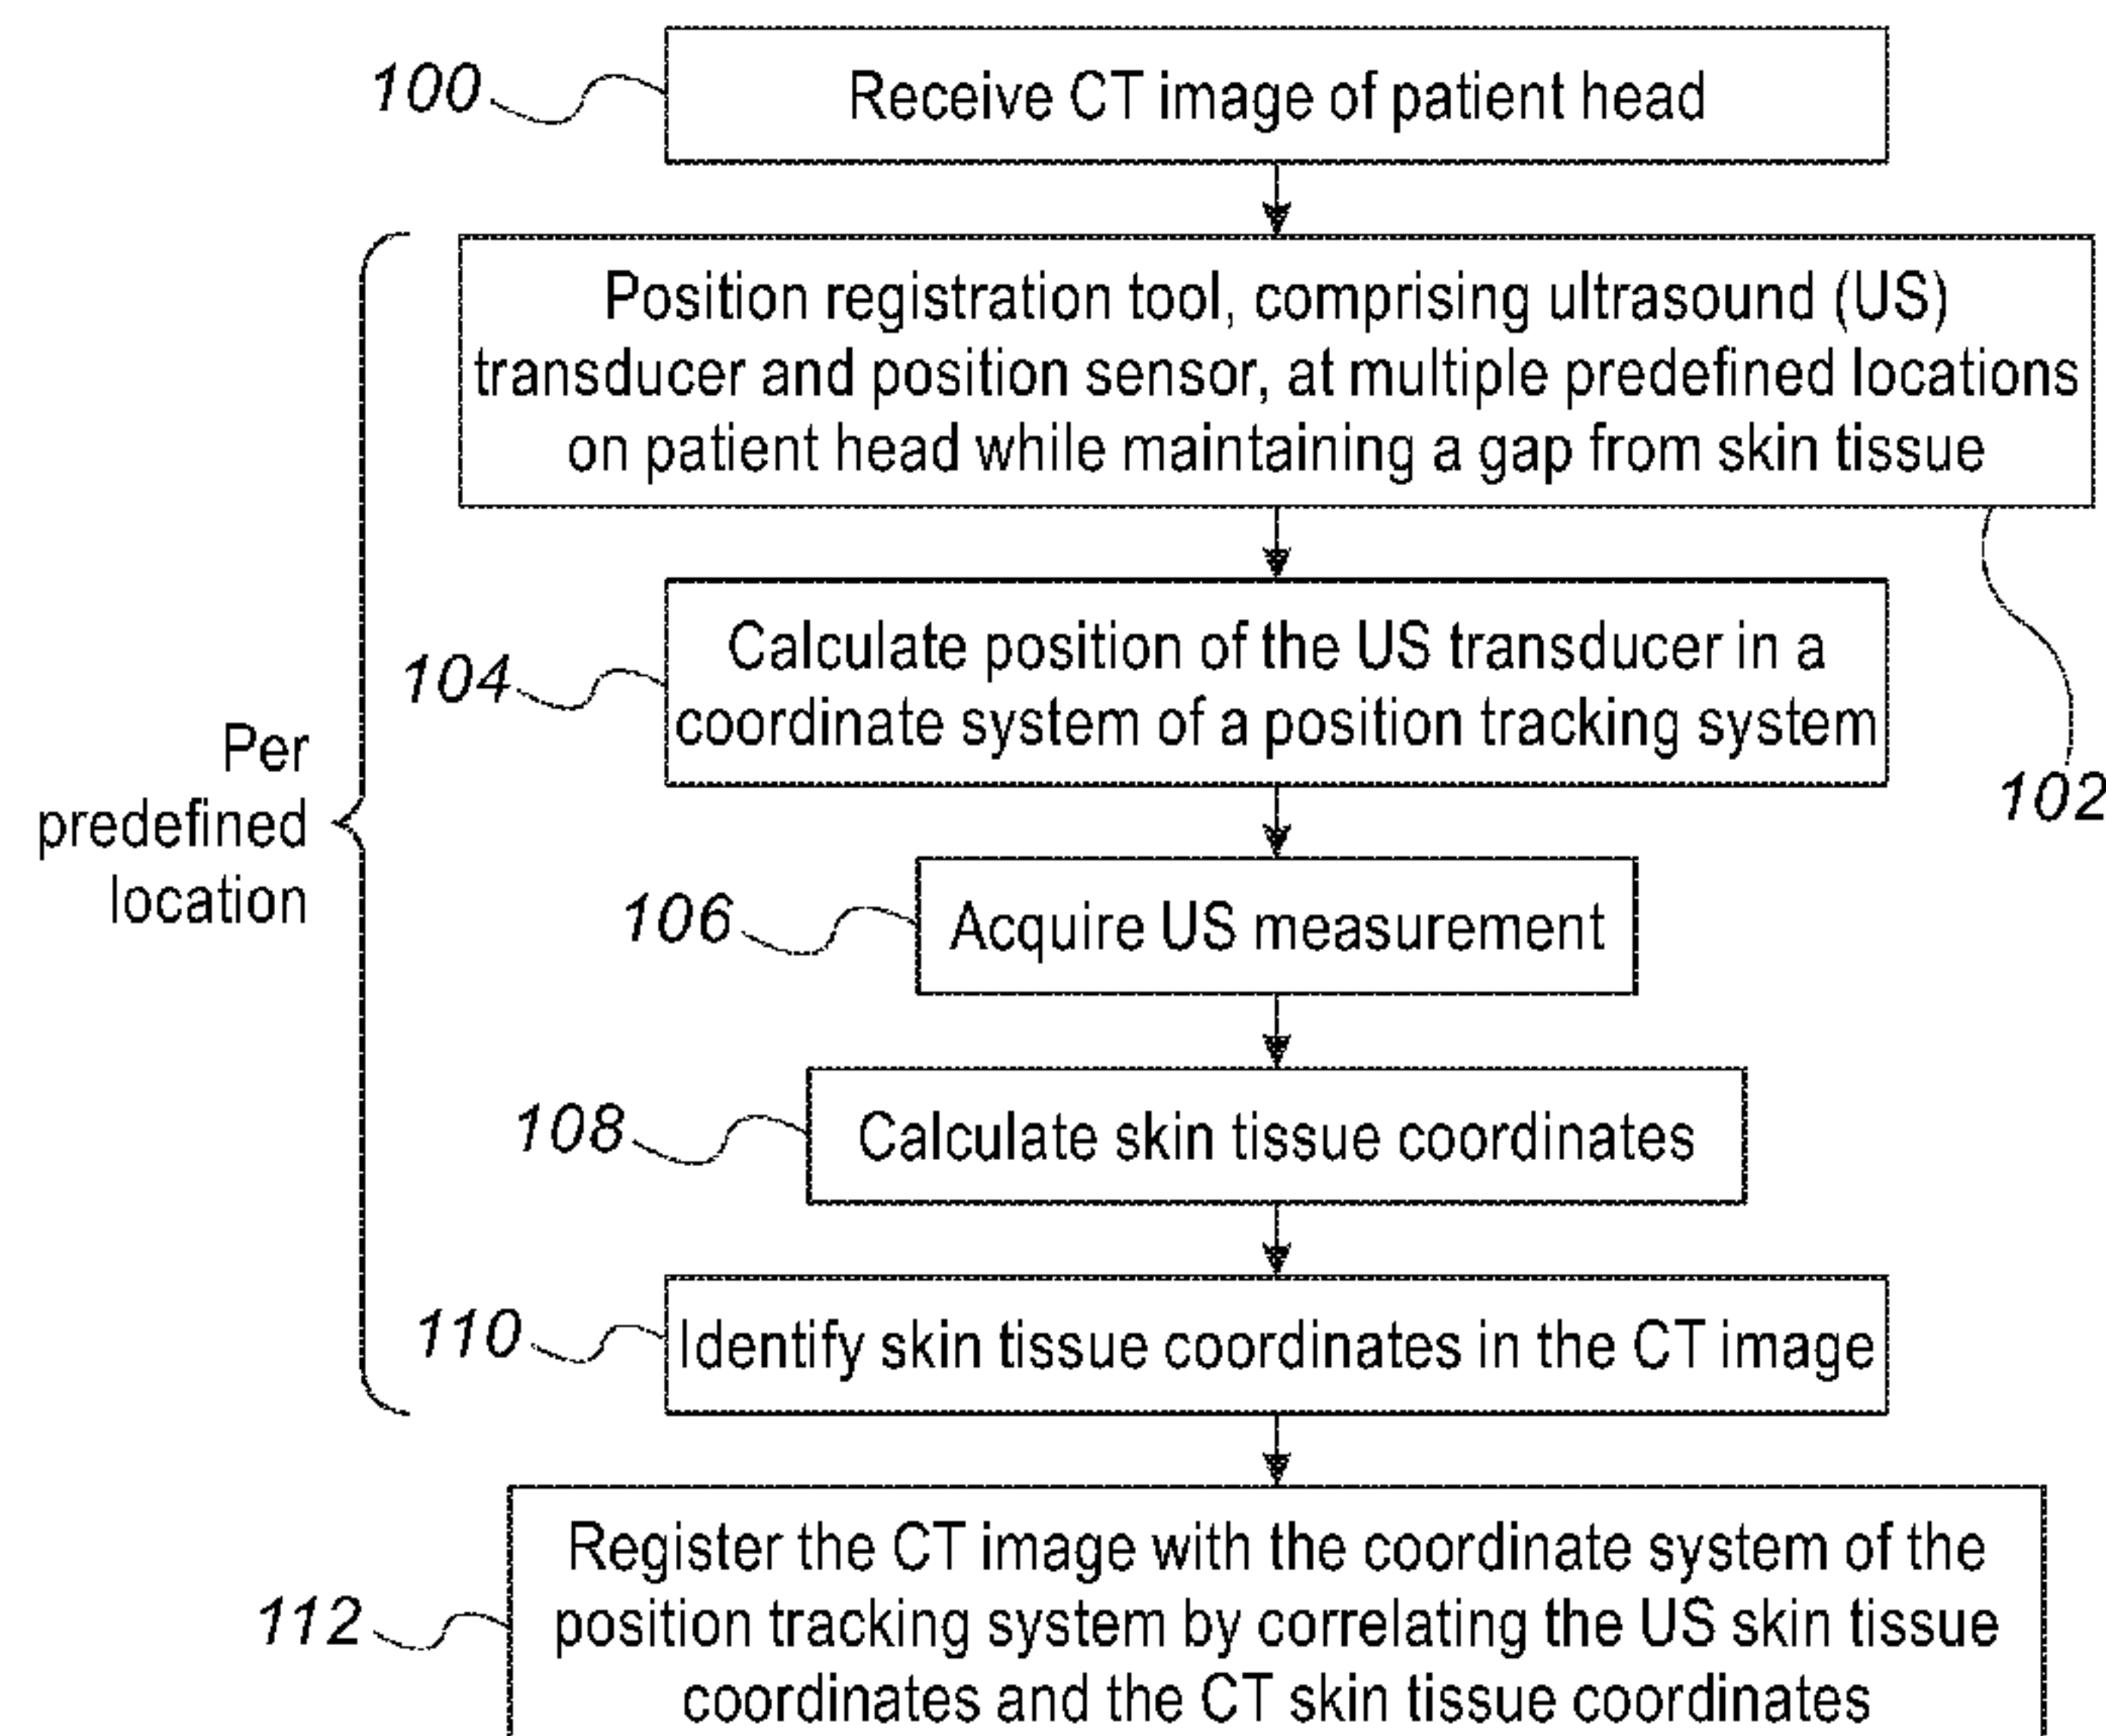 100
Receive CT image of patient head
Position registration tool, comprising ultrasound (US)
transducer and position sensor, at multiple predefined locations
on patient head while maintaining a gap from skin tissue
102
104
Calculate position of the US transducer in a
coordinate system of a position tracking system
Per
predefined
location
106
Acquire US measurement
108
Calculate skin tissue coordinates
110
Identify skin tissue coordinates in the CT image
112
Register the CT image with the coordinate system of the
position tracking system by correlating the US skin tissue
coordinates and the CT skin tissue coordinates